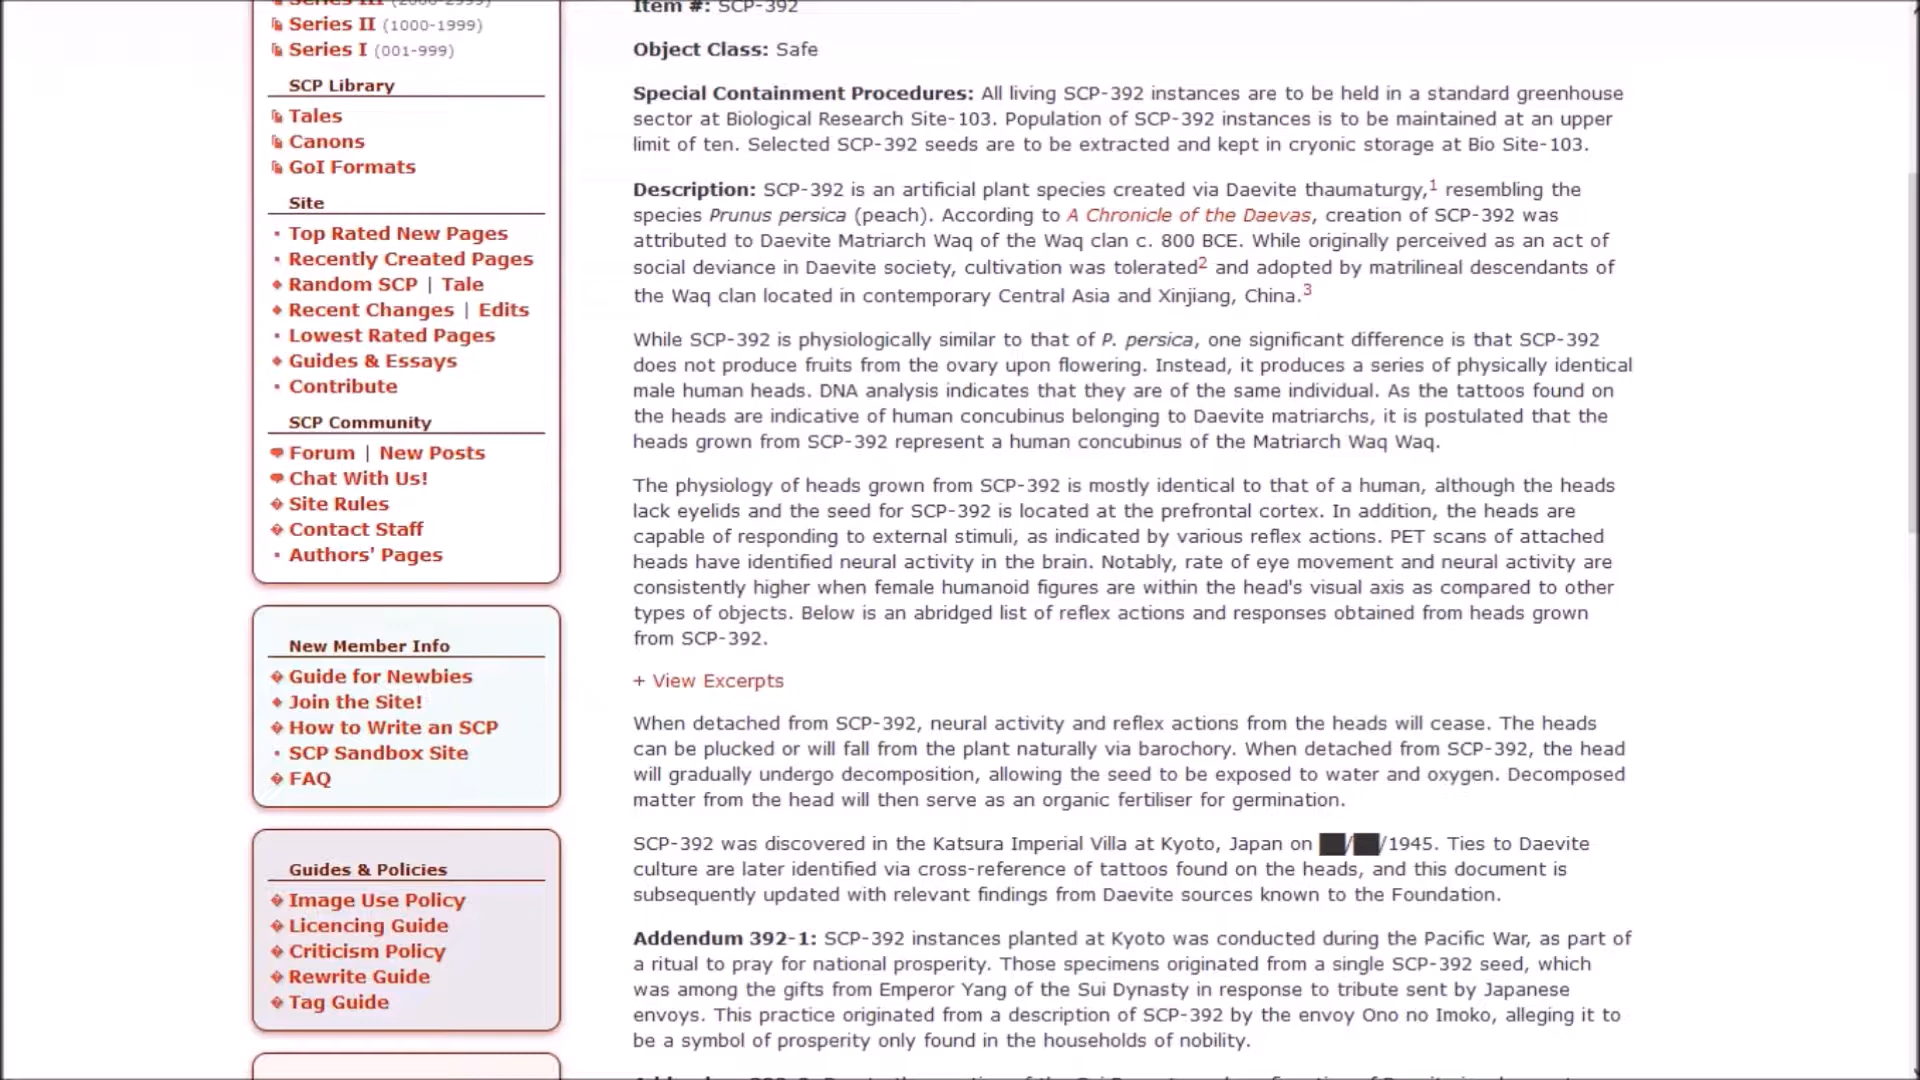 Series III (2000-2999)
Series II (1000-1999)
Series I (001-999)
SCP Library
Tales
Canons
GoI Formats
Site
Top Rated New Pages
Recently Created Pages
Random SCP | Tale
Recent Changes | Edits
Lowest Rated Pages
Guides & Essays
Contribute
SCP Community
Forum | New Posts
Chat With Us!
Site Rules
Contact Staff
Authors' Pages
New Member Info
Guide for Newbies
Join the Site!
How to Write an SCP
SCP Sandbox Site
FAQ
Guides & Policies
Image Use Policy
Licencing Guide
Criticism Policy
Rewrite Guide
Tag Guide
Item #: SCP-392
Object Class: Safe
Special Containment Procedures: All living SCP-392 instances are to be held in a standard greenhouse
sector at Biological Research Site-103. Population of SCP-392 instances is to be maintained at an upper
limit of ten. Selected SCP-392 seeds are to be extracted and kept in cryonic storage at Bio Site-103.
Description: SCP-392 is an artificial plant species created via Daevite thaumaturgy,1 resembling the
species Prunus persica (peach). According to A Chronicle of the Daevas, creation of SCP-392 was
attributed to Daevite Matriarch Waq of the Waq clan c. 800 BCE. While originally perceived as an act of
social deviance in Daevite society, cultivation was tolerated2 and adopted by matrilineal descendants of
the Waq clan located in contemporary Central Asia and Xinjiang, China.3
While SCP-392 is physiologically similar to that of P. persica, one significant difference is that SCP-392
does not produce fruits from the ovary upon flowering. Instead, it produces a series of physically identical
male human heads. DNA analysis indicates that they are of the same individual. As the tattoos found on
the heads are indicative of human concubinus belonging to Daevite matriarchs, it is postulated that the
heads grown from SCP-392 represent a human concubinus of the Matriarch Waq Waq.
The physiology of heads grown from SCP-392 is mostly identical to that of a human, although the heads
lack eyelids and the seed for SCP-392 is located at the prefrontal cortex. In addition, the heads are
capable of responding to external stimuli, as indicated by various reflex actions. PET scans of attached
heads have identified neural activity in the brain. Notably, rate of eye movement and neural activity are
consistently higher when female humanoid figures are within the head's visual axis as compared to other
types of objects. Below is an abridged list of reflex actions and responses obtained from heads grown
from SCP-392.
+ View Excerpts
When detached from SCP-392, neural activity and reflex actions from the heads will cease. The heads
can be plucked or will fall from the plant naturally via barochory. When detached from SCP-392, the head
will gradually undergo decomposition, allowing the seed to be exposed to water and oxygen. Decomposed
matter from the head will then serve as an organic fertiliser for germination.
SCP-392 was discovered in the Katsura Imperial Villa at Kyoto, Japan on ██/██/1945. Ties to Daevite
culture are later identified via cross-reference of tattoos found on the heads, and this document is
subsequently updated with relevant findings from Daevite sources known to the Foundation.
Addendum 392-1: SCP-392 instances planted at Kyoto was conducted during the Pacific War, as part of
a ritual to pray for national prosperity. Those specimens originated from a single SCP-392 seed, which
was among the gifts from Emperor Yang of the Sui Dynasty in response to tribute sent by Japanese
envoys. This practice originated from a description of SCP-392 by the envoy Ono no Imoko, alleging it to
be a symbol of prosperity only found in the households of nobility.